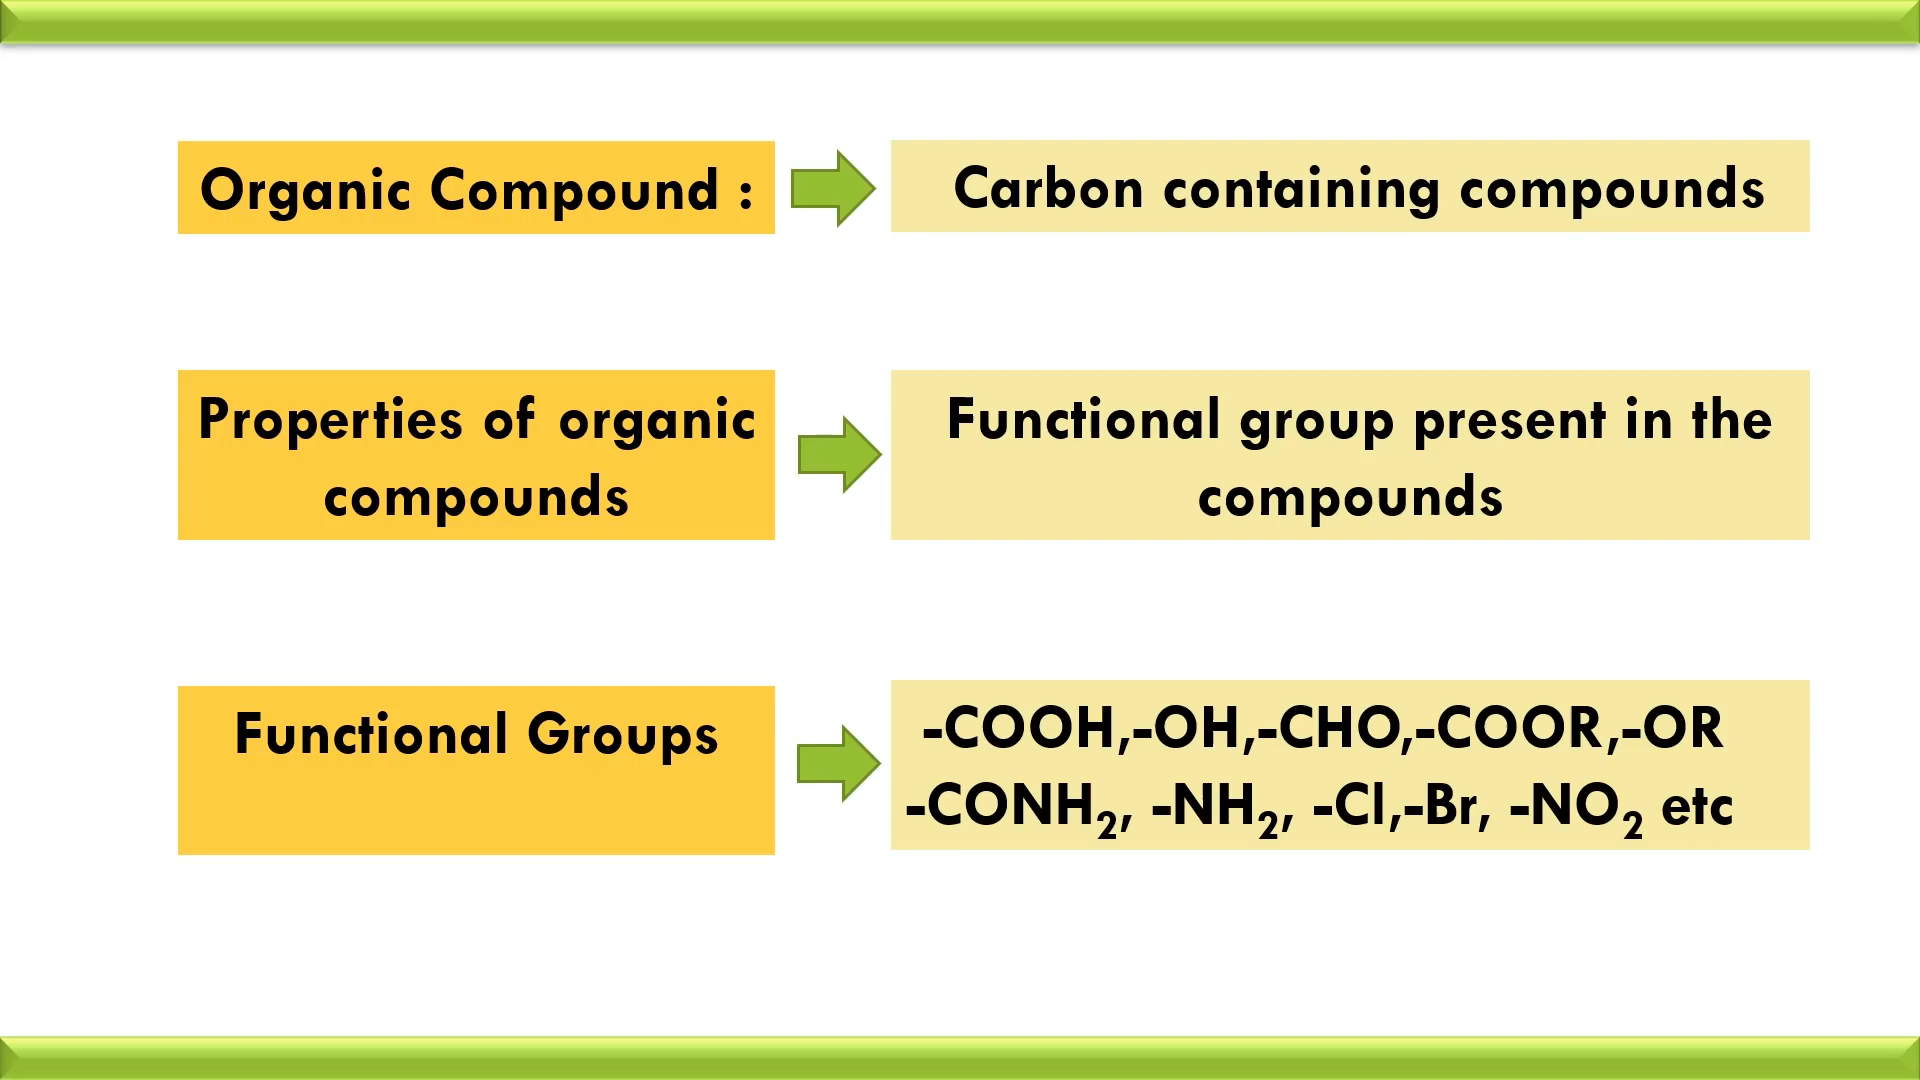 Organic Compound :
Carbon containing compounds
Properties of organic
compounds
Functional group present in the
compounds
Functional Groups
-COOH,-OH,-CHO,-COOR,-OR
-CONH₂, -NH₂, -Cl,-Br, -NO₂ etc